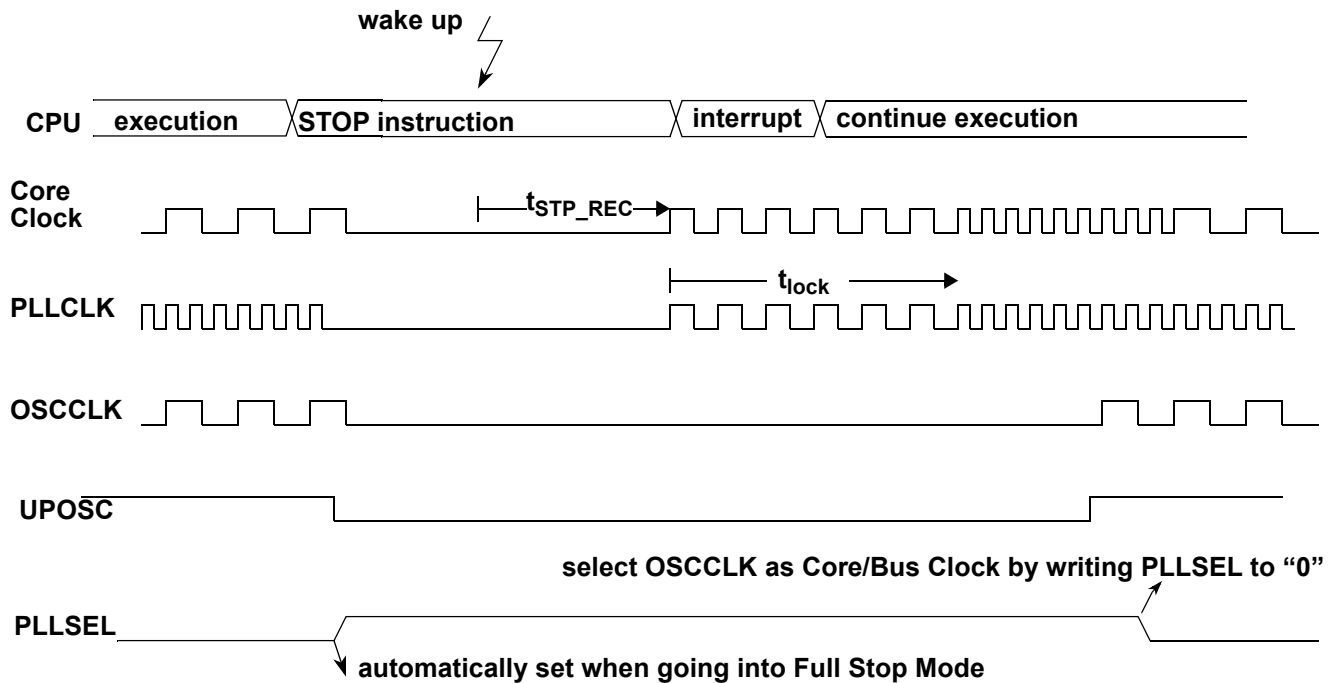 wake up
CPU
execution
STOP instruction
interrupt
continue execution
Core
Clock
tSTP_REC
tlock
PLLCLK
OSCCLK
UPOSC
select OSCCLK as Core/Bus Clock by writing PLLSEL to “0”
PLLSEL
automatically set when going into Full Stop Mode